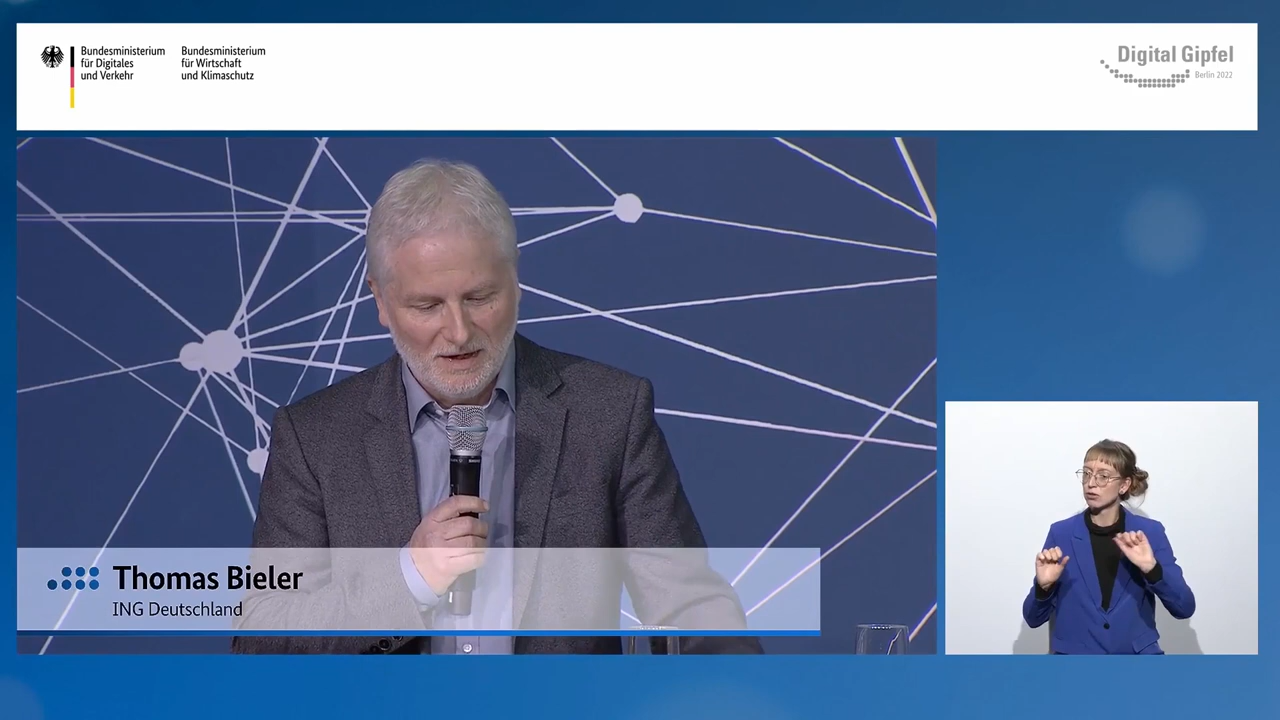 Bundesministerium
für Digitales
und Verkehr
Bundesministerium
für Wirtschaft
und Klimaschutz
Digital Gipfel
Berlin 2022
Thomas Bieler
ING Deutschland